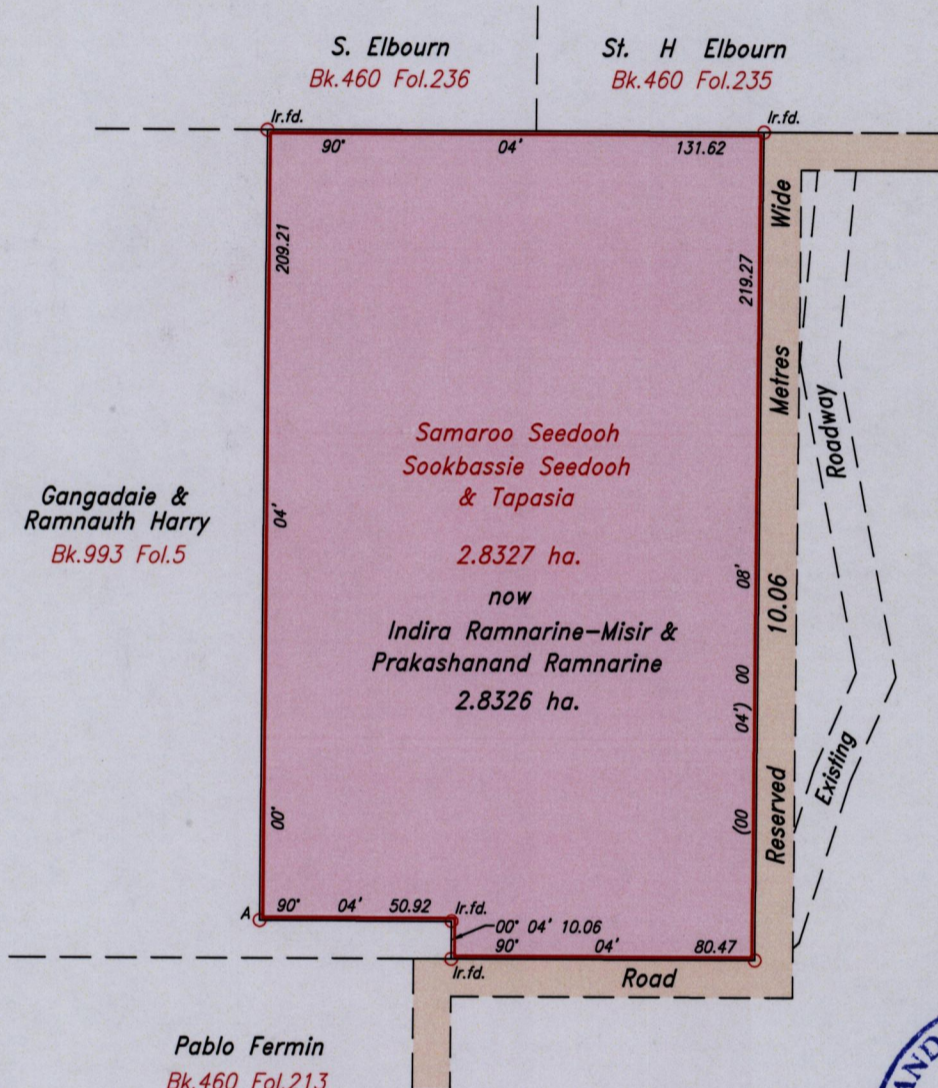 S. Elbourn
Bk.460 Fol.236
St. H Elbourn
Bk.460 Fol.235
Ir.fd.
Ir.fd.
90° 04' 131.62
209.21
04'
00'
219.27
00 08'
(00 04')
Wide
Metres
10.06
Reserved
Roadway
Existing
Gangadaie &
Ramnauth Harry
Bk.993 Fol.5
Samaroo Seedooh
Sookbassie Seedooh
& Tapasia
2.8327 ha.
now
Indira Ramnarine-Misir &
Prakashanand Ramnarine
2.8326 ha.
A
90° 04' 50.92
Ir.fd.
00° 04' 10.06
90° 04' 80.47
Ir.fd.
Road
Pablo Fermin
Bk.460 Fol.213
AND